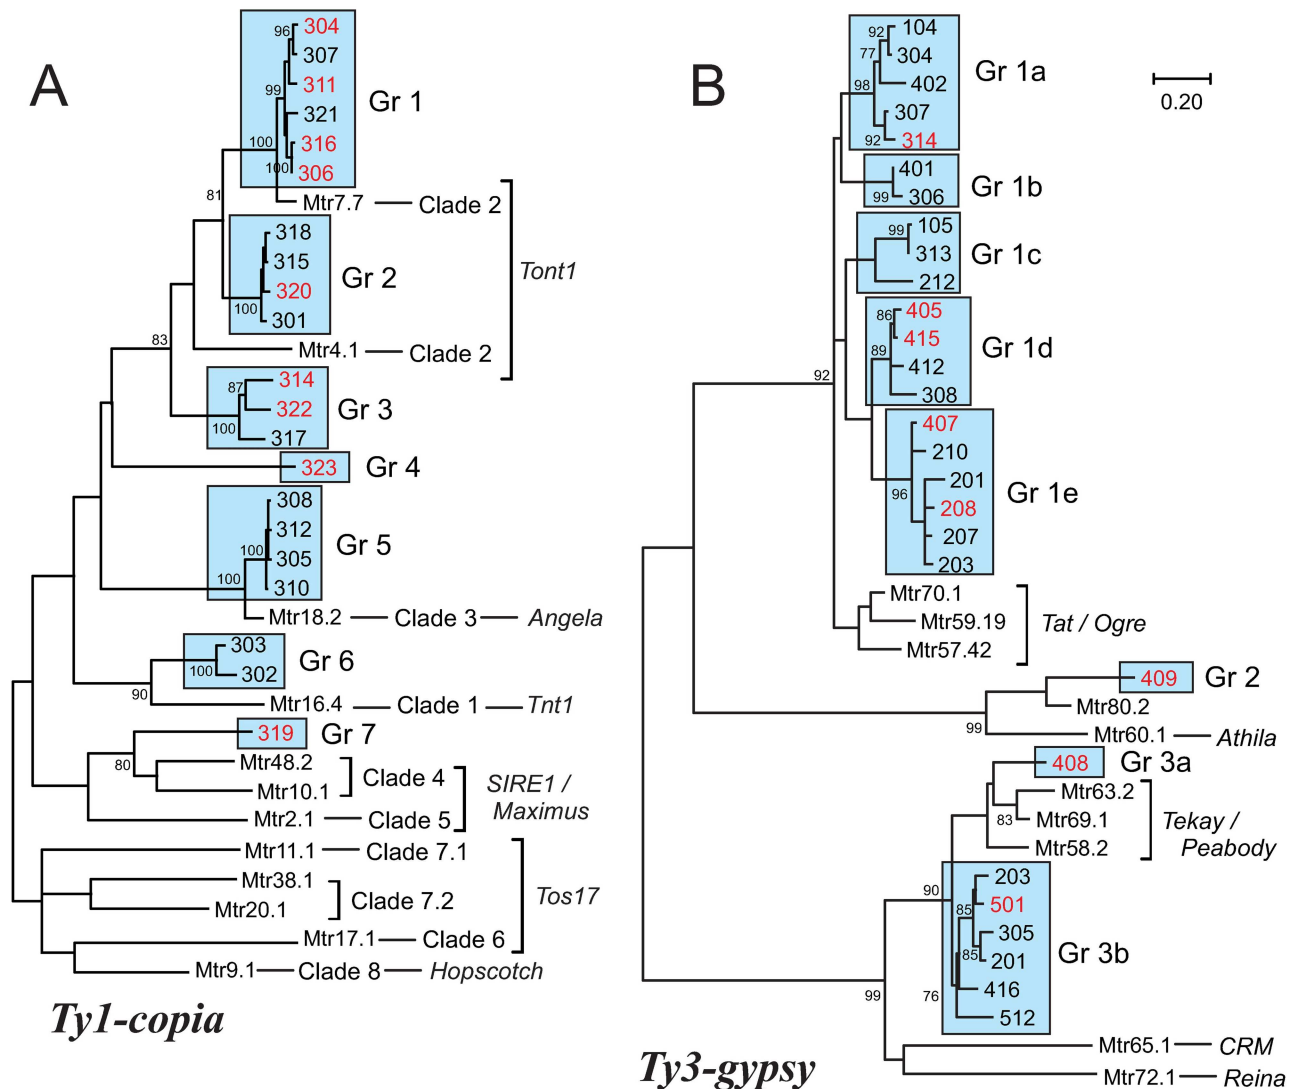 A
96
304
307
311
99
321
316
100
100
306
Gr 1
Mtr7.7
Clade 2
81
318
315
320
100
301
Gr 2
Tont1
Mtr4.1
Clade 2
83
314
87
322
100
317
Gr 3
323
Gr 4
308
312
100
305
100
310
Gr 5
Mtr18.2
Clade 3
Angela
303
100
302
Gr 6
90
Mtr16.4
Clade 1
Tnt1
319
Gr 7
80
Mtr48.2
Mtr10.1
Clade 4
Mtr2.1
Clade 5
SIRE1 /
Maximus
Mtr11.1
Clade 7.1
Mtr38.1
Mtr20.1
Clade 7.2
Tos17
Mtr17.1
Clade 6
Mtr9.1
Clade 8
Hopscotch
Ty1-copia
B
0.20
92
104
77
304
98
402
307
92
314
Gr 1a
401
99
306
Gr 1b
99
105
313
212
Gr 1c
86
405
415
89
412
308
Gr 1d
92
407
210
201
96
208
207
203
Gr 1e
Mtr70.1
Mtr59.19
Mtr57.42
Tat / Ogre
409
Gr 2
Mtr80.2
99
Mtr60.1
Athila
408
Gr 3a
Mtr63.2
83
Mtr69.1
Mtr58.2
Tekay /
Peabody
90
203
85
501
305
85
201
76
416
512
Gr 3b
99
Mtr65.1
CRM
Mtr72.1
Reina
Ty3-gypsy